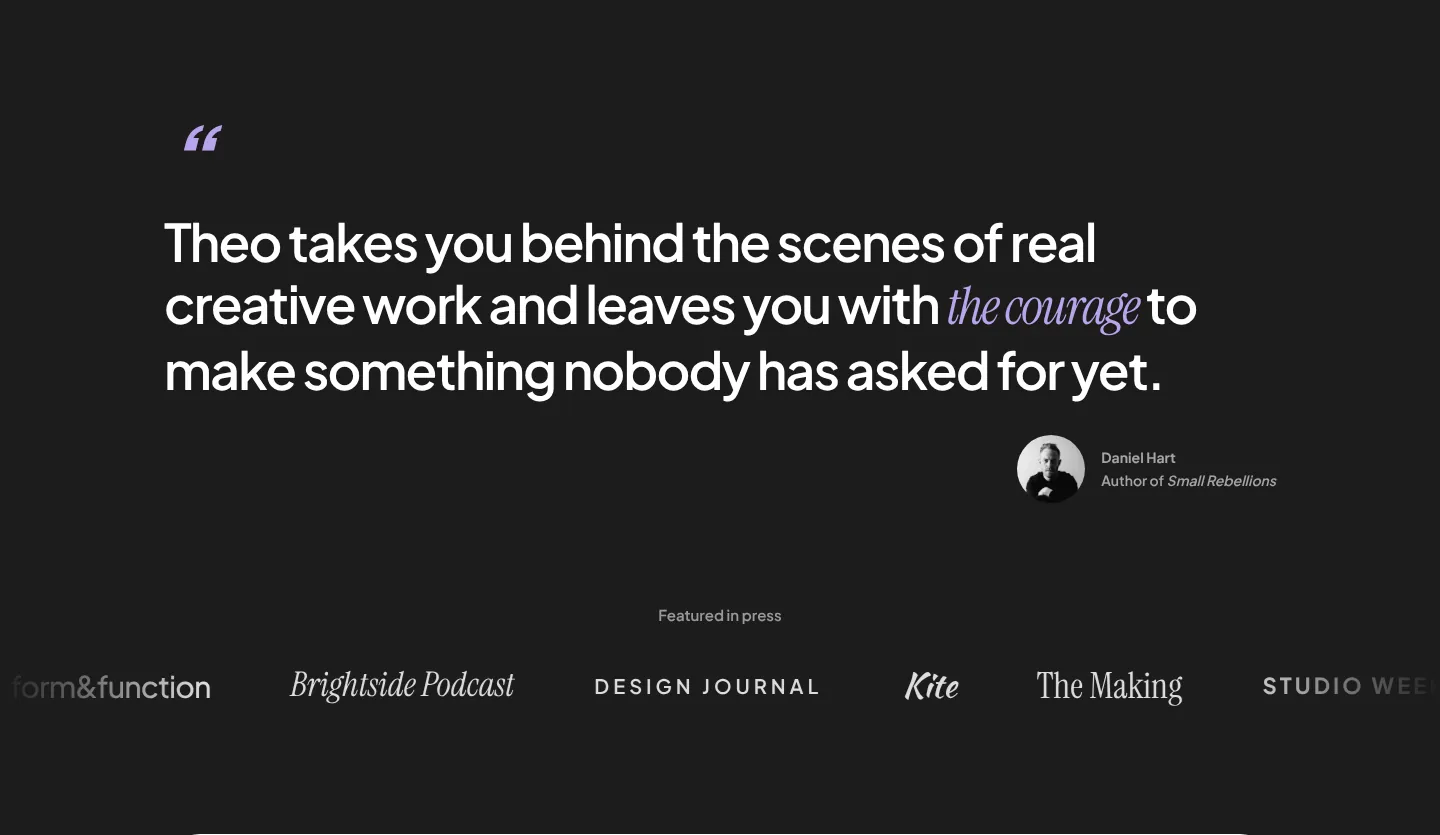 “
Theo takes you behind the scenes of real
creative work and leaves you with the courage to
make something nobody has asked for yet.
Daniel Hart
Author of Small Rebellions
Featured in press
form&function
Brightside Podcast
DESIGN JOURNAL
Kite
The Making
STUDIO WEE